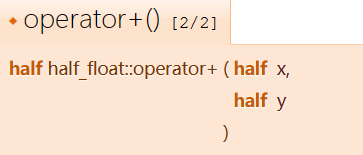 ◆ operator+() [2/2]
half half_float::operator+ ( half x,
half y
)